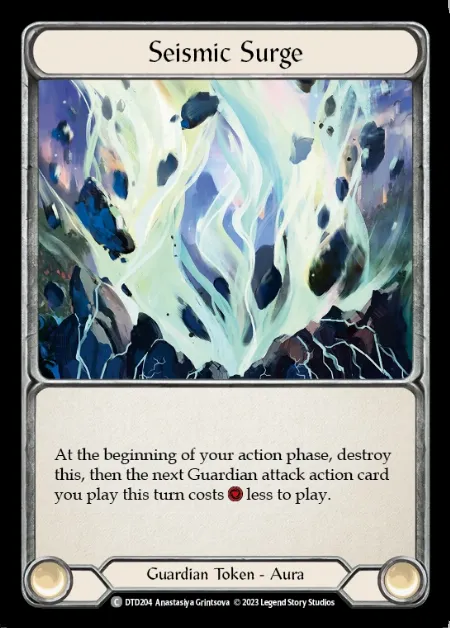 Seismic Surge
At the beginning of your action phase, destroy
this, then the next Guardian attack action card
you play this turn costs less to play.
Guardian Token - Aura
C DTD204 Anastasiya Grintsova © 2023 Legend Story Studios